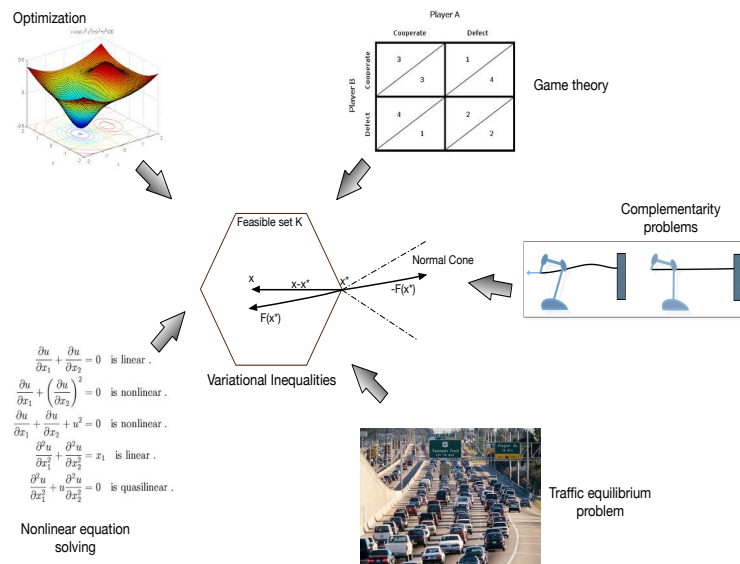 Optimization
Player A
Cooperate Defect
Player B
Cooperate
Defect
3
3
1
4
4
1
2
2
Game theory
Feasible set K
x
x-x*
x*
F(x*)
-F(x*)
Normal Cone
Variational Inequalities
Complementarity
problems
∂u/∂x₁ + ∂u/∂x₂ = 0 is linear .
∂u/∂x₁ + (∂u/∂x₂)² = 0 is nonlinear .
∂u/∂x₁ + ∂u/∂x₂ + u² = 0 is nonlinear .
∂²u/∂x₁² + ∂²u/∂x₂² = x₁ is linear .
∂²u/∂x₁² + u ∂²u/∂x₂² = 0 is quasilinear .
Nonlinear equation
solving
Traffic equilibrium
problem